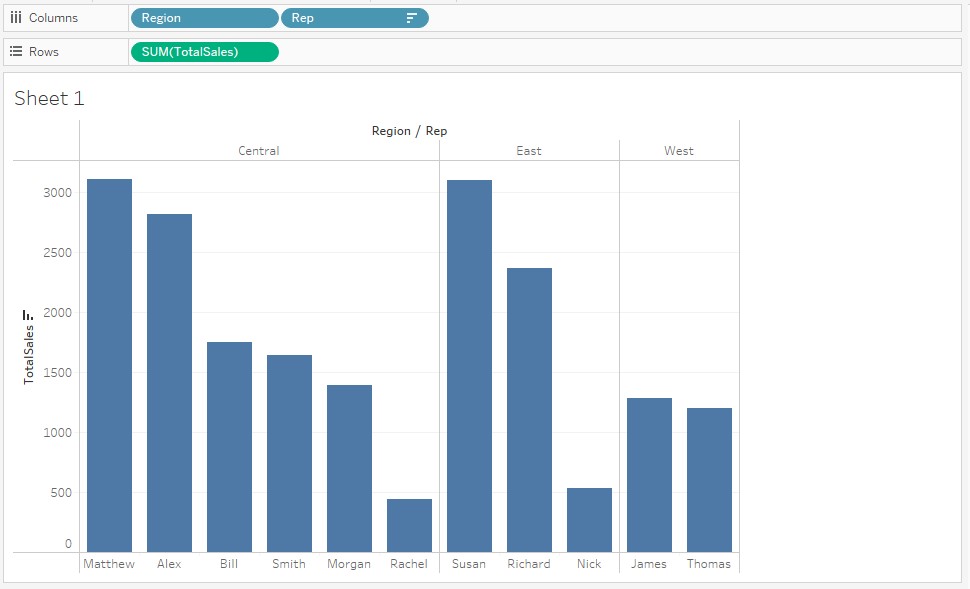 Columns Region Rep
Rows SUM(TotalSales)
Sheet 1
Region / Rep
Central East West
TotalSales
3000
2500
2000
1500
1000
500
0
Matthew Alex Bill Smith Morgan Rachel Susan Richard Nick James Thomas